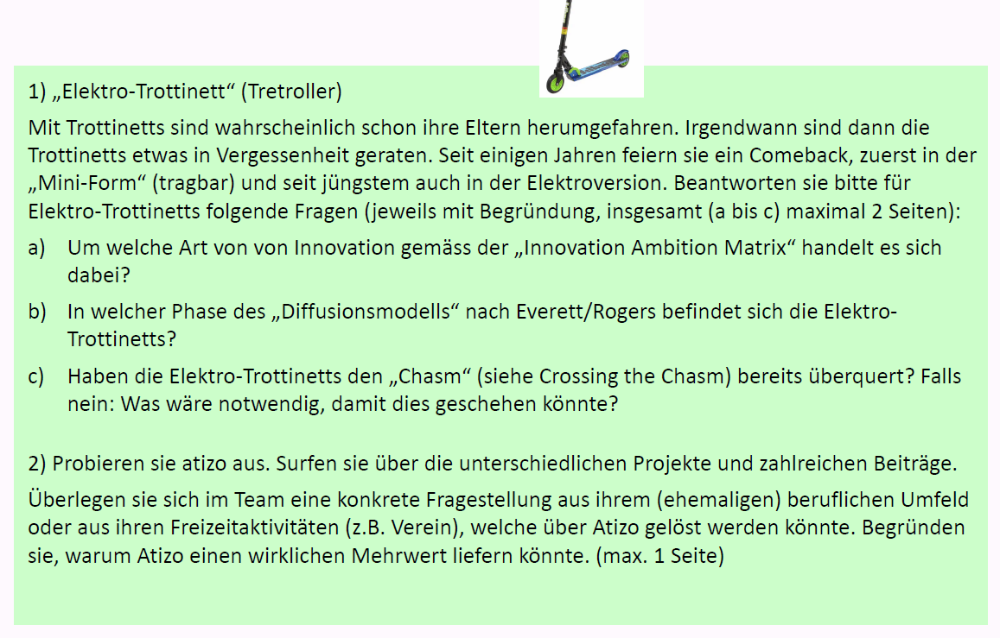 1) „Elektro-Trottinett“ (Tretroller)
Mit Trottinetts sind wahrscheinlich schon ihre Eltern herumgefahren. Irgendwann sind dann die
Trottinetts etwas in Vergessenheit geraten. Seit einigen Jahren feiern sie ein Comeback, zuerst in der
„Mini-Form“ (tragbar) und seit jüngstem auch in der Elektroversion. Beantworten sie bitte für
Elektro-Trottinetts folgende Fragen (jeweils mit Begründung, insgesamt (a bis c) maximal 2 Seiten):
a) Um welche Art von von Innovation gemäss der „Innovation Ambition Matrix“ handelt es sich
dabei?
b) In welcher Phase des „Diffusionsmodells“ nach Everett/Rogers befindet sich die Elektro-
Trottinetts?
c) Haben die Elektro-Trottinetts den „Chasm“ (siehe Crossing the Chasm) bereits überquert? Falls
nein: Was wäre notwendig, damit dies geschehen könnte?
2) Probieren sie atizo aus. Surfen sie über die unterschiedlichen Projekte und zahlreichen Beiträge.
Überlegen sie sich im Team eine konkrete Fragestellung aus ihrem (ehemaligen) beruflichen Umfeld
oder aus ihren Freizeitaktivitäten (z.B. Verein), welche über Atizo gelöst werden könnte. Begründen
sie, warum Atizo einen wirklichen Mehrwert liefern könnte. (max. 1 Seite)